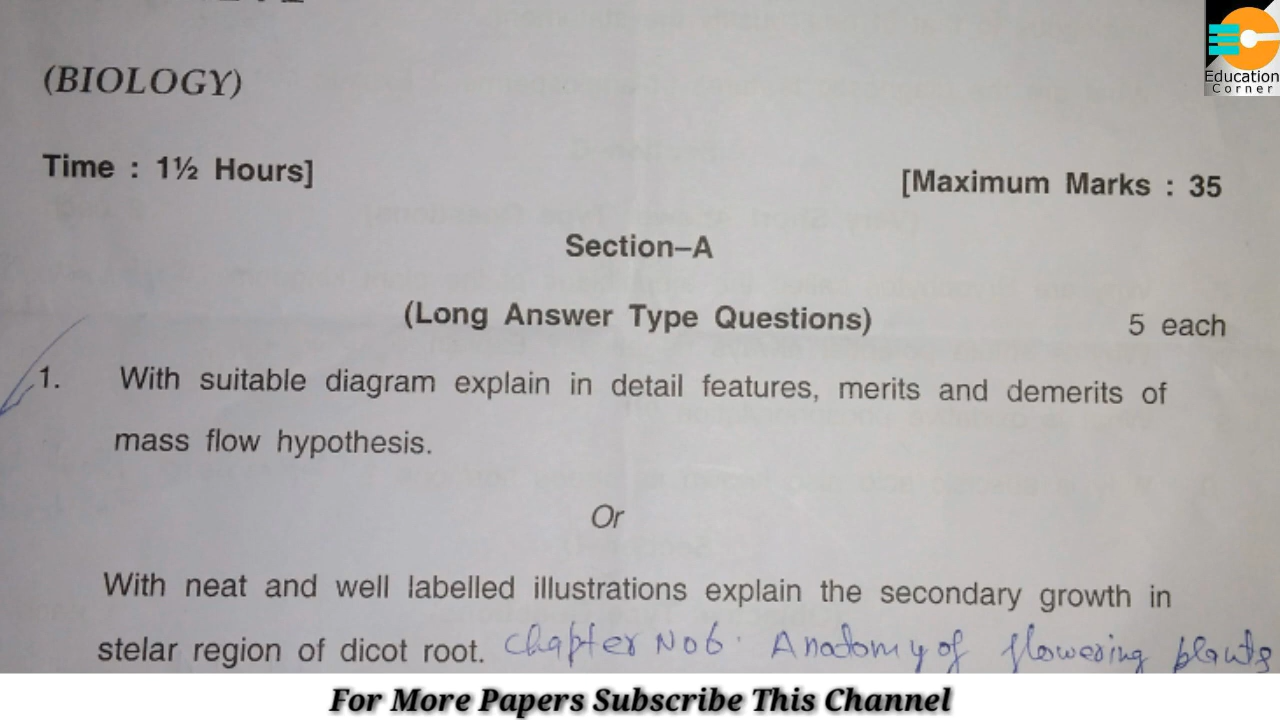 Education
Corner
(BIOLOGY)
Time : 1½ Hours]
[Maximum Marks : 35
Section–A
(Long Answer Type Questions)
5 each
1. With suitable diagram explain in detail features, merits and demerits of
mass flow hypothesis.
Or
With neat and well labelled illustrations explain the secondary growth in
stelar region of dicot root. Chapter No 6. Anatomy of flowering plants
For More Papers Subscribe This Channel